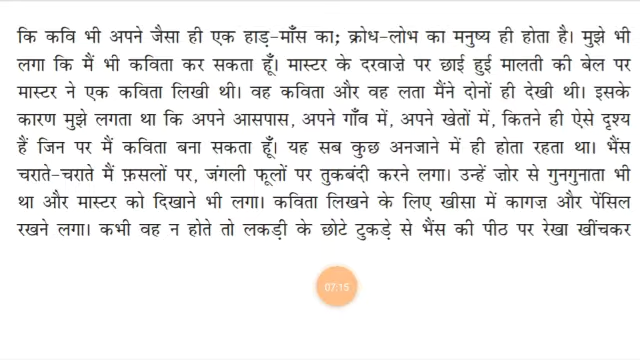 कि कवि भी अपने जैसा ही एक हाड़-माँस का; क्रोध-लोभ का मनुष्य ही होता है। मुझे भी
लगा कि मैं भी कविता कर सकता हूँ। मास्टर के दरवाज़े पर छाई हुई मालती की बेल पर
मास्टर ने एक कविता लिखी थी। वह कविता और वह लता मैंने दोनों ही देखी थी। इसके
कारण मुझे लगता था कि अपने आसपास, अपने गाँव में, अपने खेतों में, कितने ही ऐसे दृश्य
हैं जिन पर मैं कविता बना सकता हूँ। यह सब कुछ अनजाने में ही होता रहता था। भैंस
चराते-चराते मैं फ़सलों पर, जंगली फूलों पर तुकबंदी करने लगा। उन्हें ज़ोर से गुनगुनाता भी
था और मास्टर को दिखाने भी लगा। कविता लिखने के लिए खीसा में कागज़ और पेंसिल
रखने लगा। कभी वह न होते तो लकड़ी के छोटे टुकड़े से भैंस की पीठ पर रेखा खींचकर
07:15